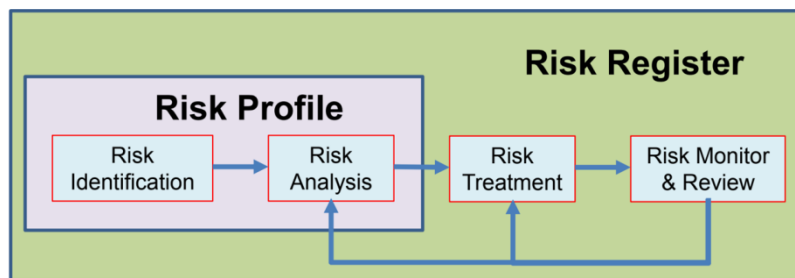 Risk Register
Risk Profile
Risk
Identification
Risk
Analysis
Risk
Treatment
Risk Monitor
& Review